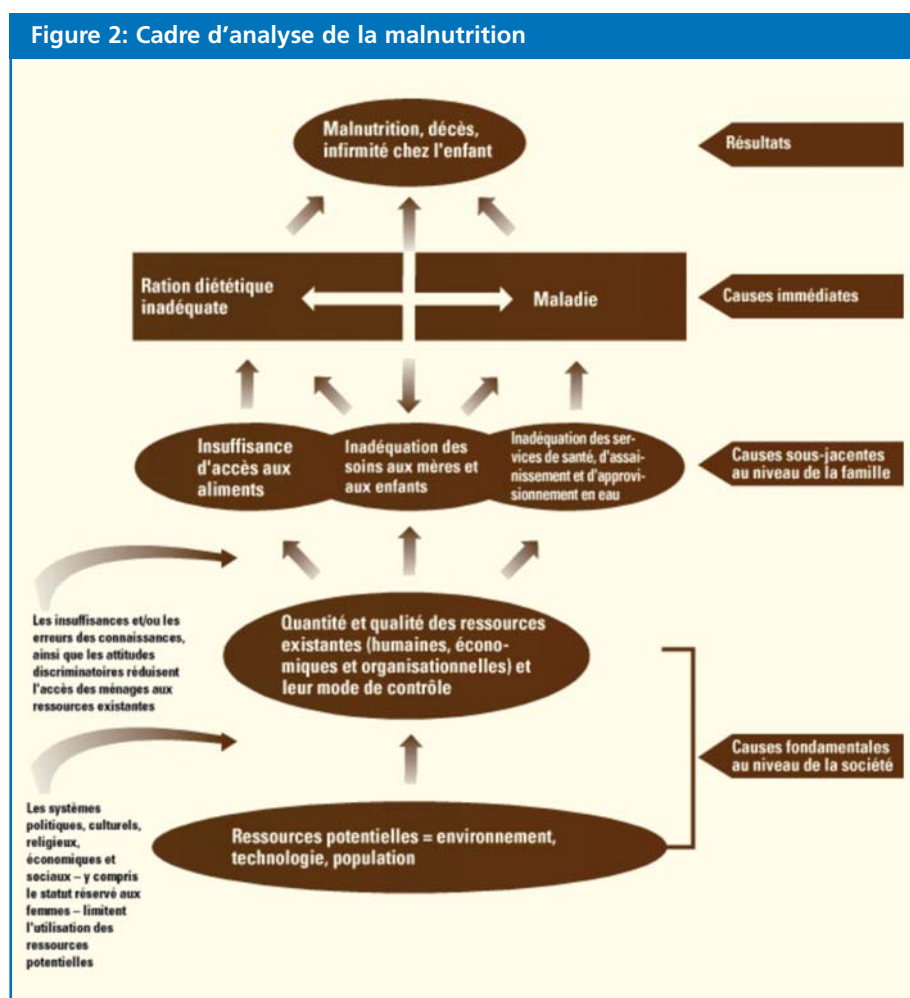 Figure 2: Cadre d'analyse de la malnutrition
Malnutrition, décès,
infirmité chez l'enfant
Résultats
Ration diététique
inadéquate
Maladie
Causes immédiates
Insuffisance
d'accès aux
aliments
Inadéquation des
soins aux mères et
aux enfants
Inadéquation des ser-
vices de santé, d'assai-
nissement et d'approvi-
sionnement en eau
Causes sous-jacentes
au niveau de la famille
Les insuffisances et/ou les
erreurs des connaissances,
ainsi que les attitudes
discriminatoires réduisent
l'accès des ménages aux
ressources existantes
Quantité et qualité des ressources
existantes (humaines, écono-
miques et organisationnelles) et
leur mode de contrôle
Causes fondamentales
au niveau de la société
Les systèmes
politiques, culturels,
religieux,
économiques et
sociaux – y compris
le statut réservé aux
femmes – limitent
l'utilisation des
ressources
potentielles
Ressources potentielles = environnement,
technologie, population